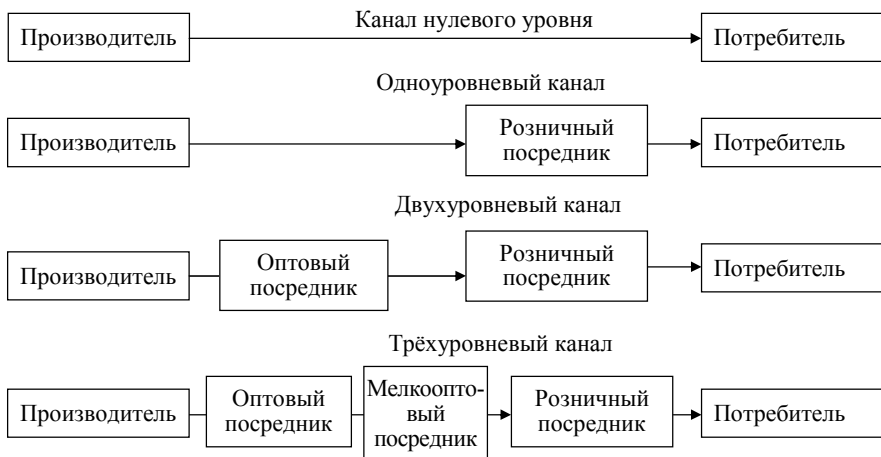 Канал нулевого уровня
Производитель
Потребитель
Одноуровневый канал
Производитель
Розничный
посредник
Потребитель
Двухуровневый канал
Производитель
Оптовый
посредник
Розничный
посредник
Потребитель
Трёхуровневый канал
Производитель
Оптовый
посредник
Мелкоопто-
вый
посредник
Розничный
посредник
Потребитель